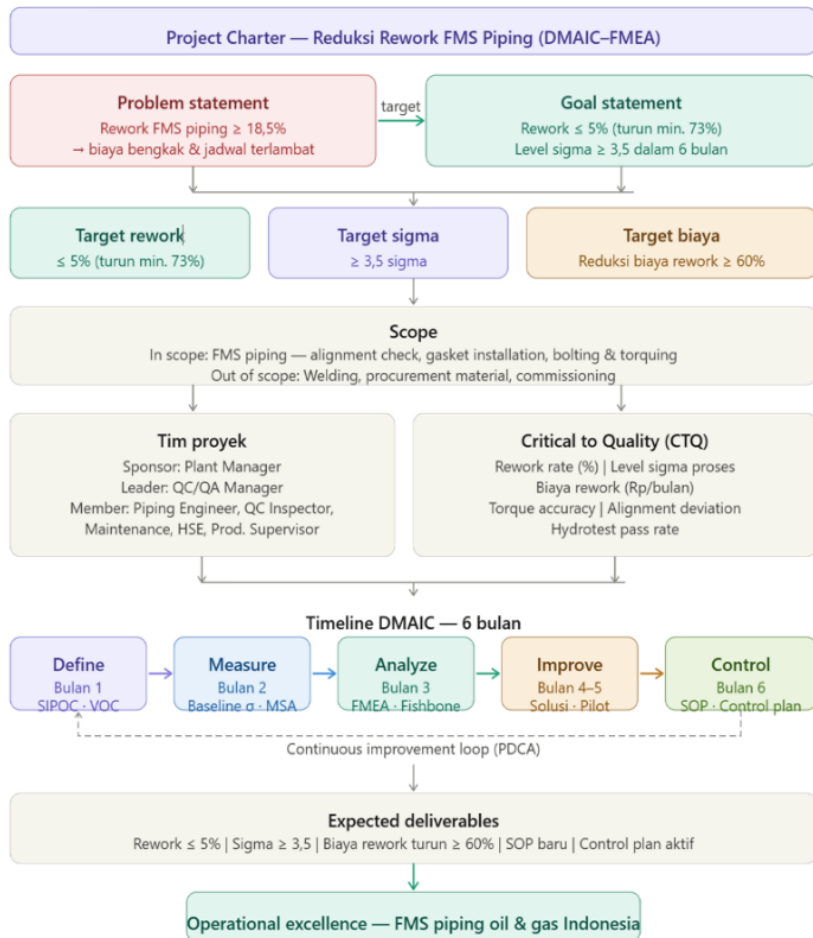 Project Charter — Reduksi Rework FMS Piping (DMAIC–FMEA)
Problem statement
Rework FMS piping ≥ 18,5%
→ biaya bengkak & jadwal terlambat
target
Goal statement
Rework ≤ 5% (turun min. 73%)
Level sigma ≥ 3,5 dalam 6 bulan
Target rework
≤ 5% (turun min. 73%)
Target sigma
≥ 3,5 sigma
Target biaya
Reduksi biaya rework ≥ 60%
Scope
In scope: FMS piping — alignment check, gasket installation, bolting & torquing
Out of scope: Welding, procurement material, commissioning
Tim proyek
Sponsor: Plant Manager
Leader: QC/QA Manager
Member: Piping Engineer, QC Inspector,
Maintenance, HSE, Prod. Supervisor
Critical to Quality (CTQ)
Rework rate (%) | Level sigma proses
Biaya rework (Rp/bulan)
Torque accuracy | Alignment deviation
Hydrotest pass rate
Timeline DMAIC — 6 bulan
Define
Bulan 1
SIPOC · VOC
Measure
Bulan 2
Baseline σ · MSA
Analyze
Bulan 3
FMEA · Fishbone
Improve
Bulan 4–5
Solusi · Pilot
Control
Bulan 6
SOP · Control plan
Continuous improvement loop (PDCA)
Expected deliverables
Rework ≤ 5% | Sigma ≥ 3,5 | Biaya rework turun ≥ 60% | SOP baru | Control plan aktif
Operational excellence — FMS piping oil & gas Indonesia